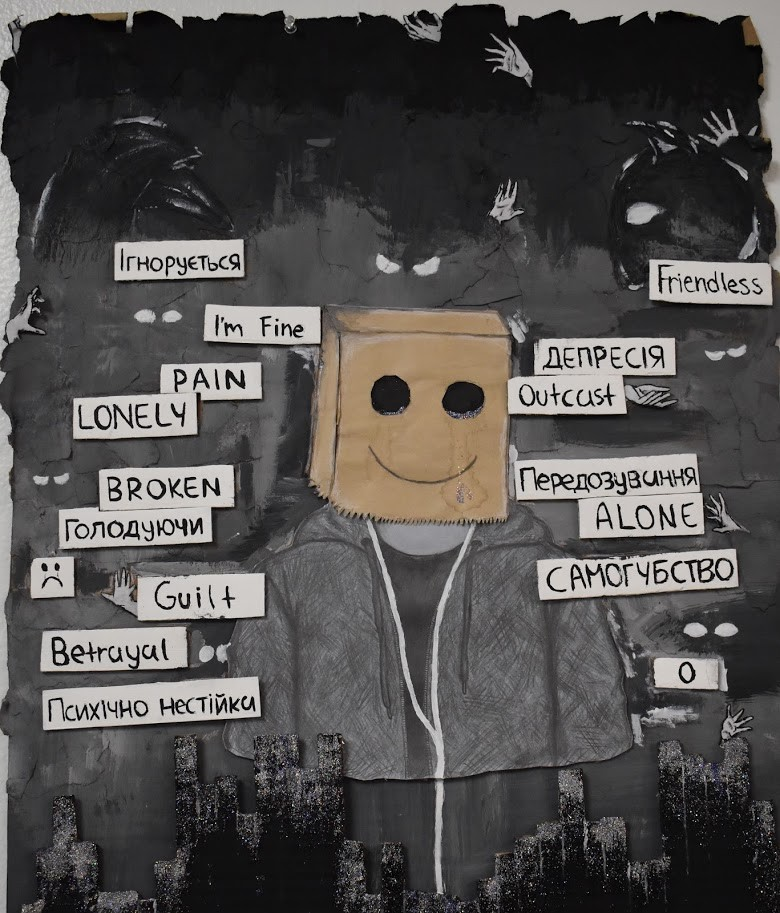 Ігнорується
Friendless
I'm Fine
ДЕПРЕСІЯ
PAIN
Outcast
LONELY
Передозування
BROKEN
ALONE
Голодуючи
САМОГУБСТВО
Guilt
Betrayal
О
Психічно нестійка